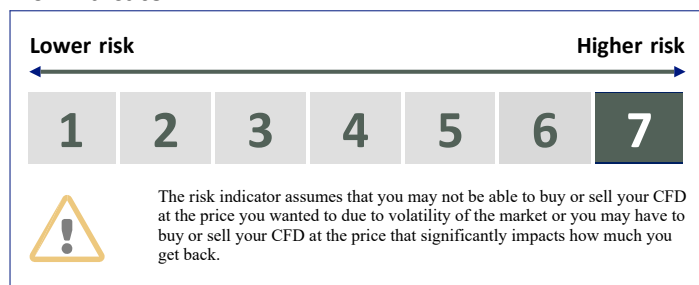 Lower risk Higher risk
1 2 3 4 5 6 7
The risk indicator assumes that you may not be able to buy or sell your CFD
at the price you wanted to due to volatility of the market or you may have to
buy or sell your CFD at the price that significantly impacts how much you
get back.